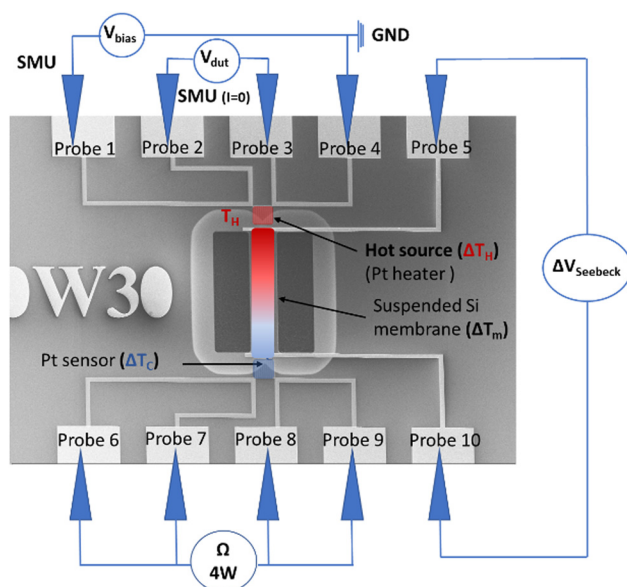 V_bias
GND
SMU
V_dut
SMU (I=0)
Probe 1
Probe 2
Probe 3
Probe 4
Probe 5
T_H
Hot source (ΔT_H)
(Pt heater )
Suspended Si
membrane (ΔT_m)
ΔV_Seebeck
W30
Pt sensor (ΔT_C)
Probe 6
Probe 7
Probe 8
Probe 9
Probe 10
Ω
4W